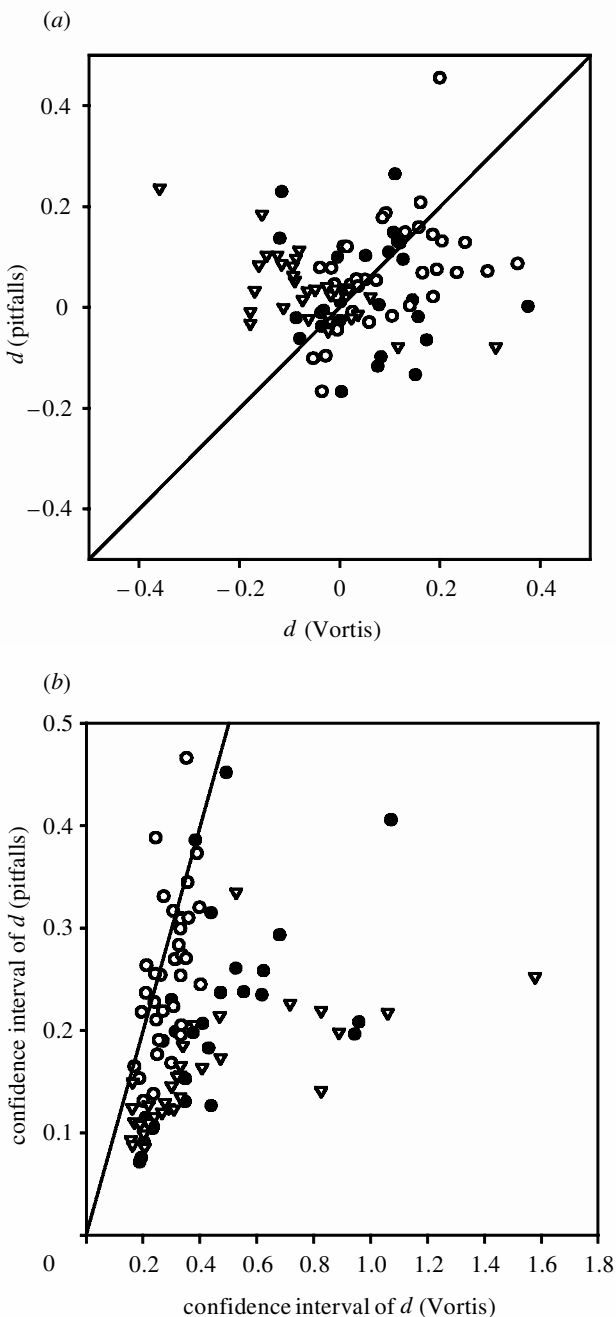 (a)
0.4
0.2
0
−0.2
−0.4
d (pitfalls)
−0.4 −0.2 0 0.2 0.4
d (Vortis)
(b)
0.5
0.4
0.3
0.2
0.1
confidence interval of d (pitfalls)
0 0.2 0.4 0.6 0.8 1.0 1.2 1.4 1.6 1.8
confidence interval of d (Vortis)